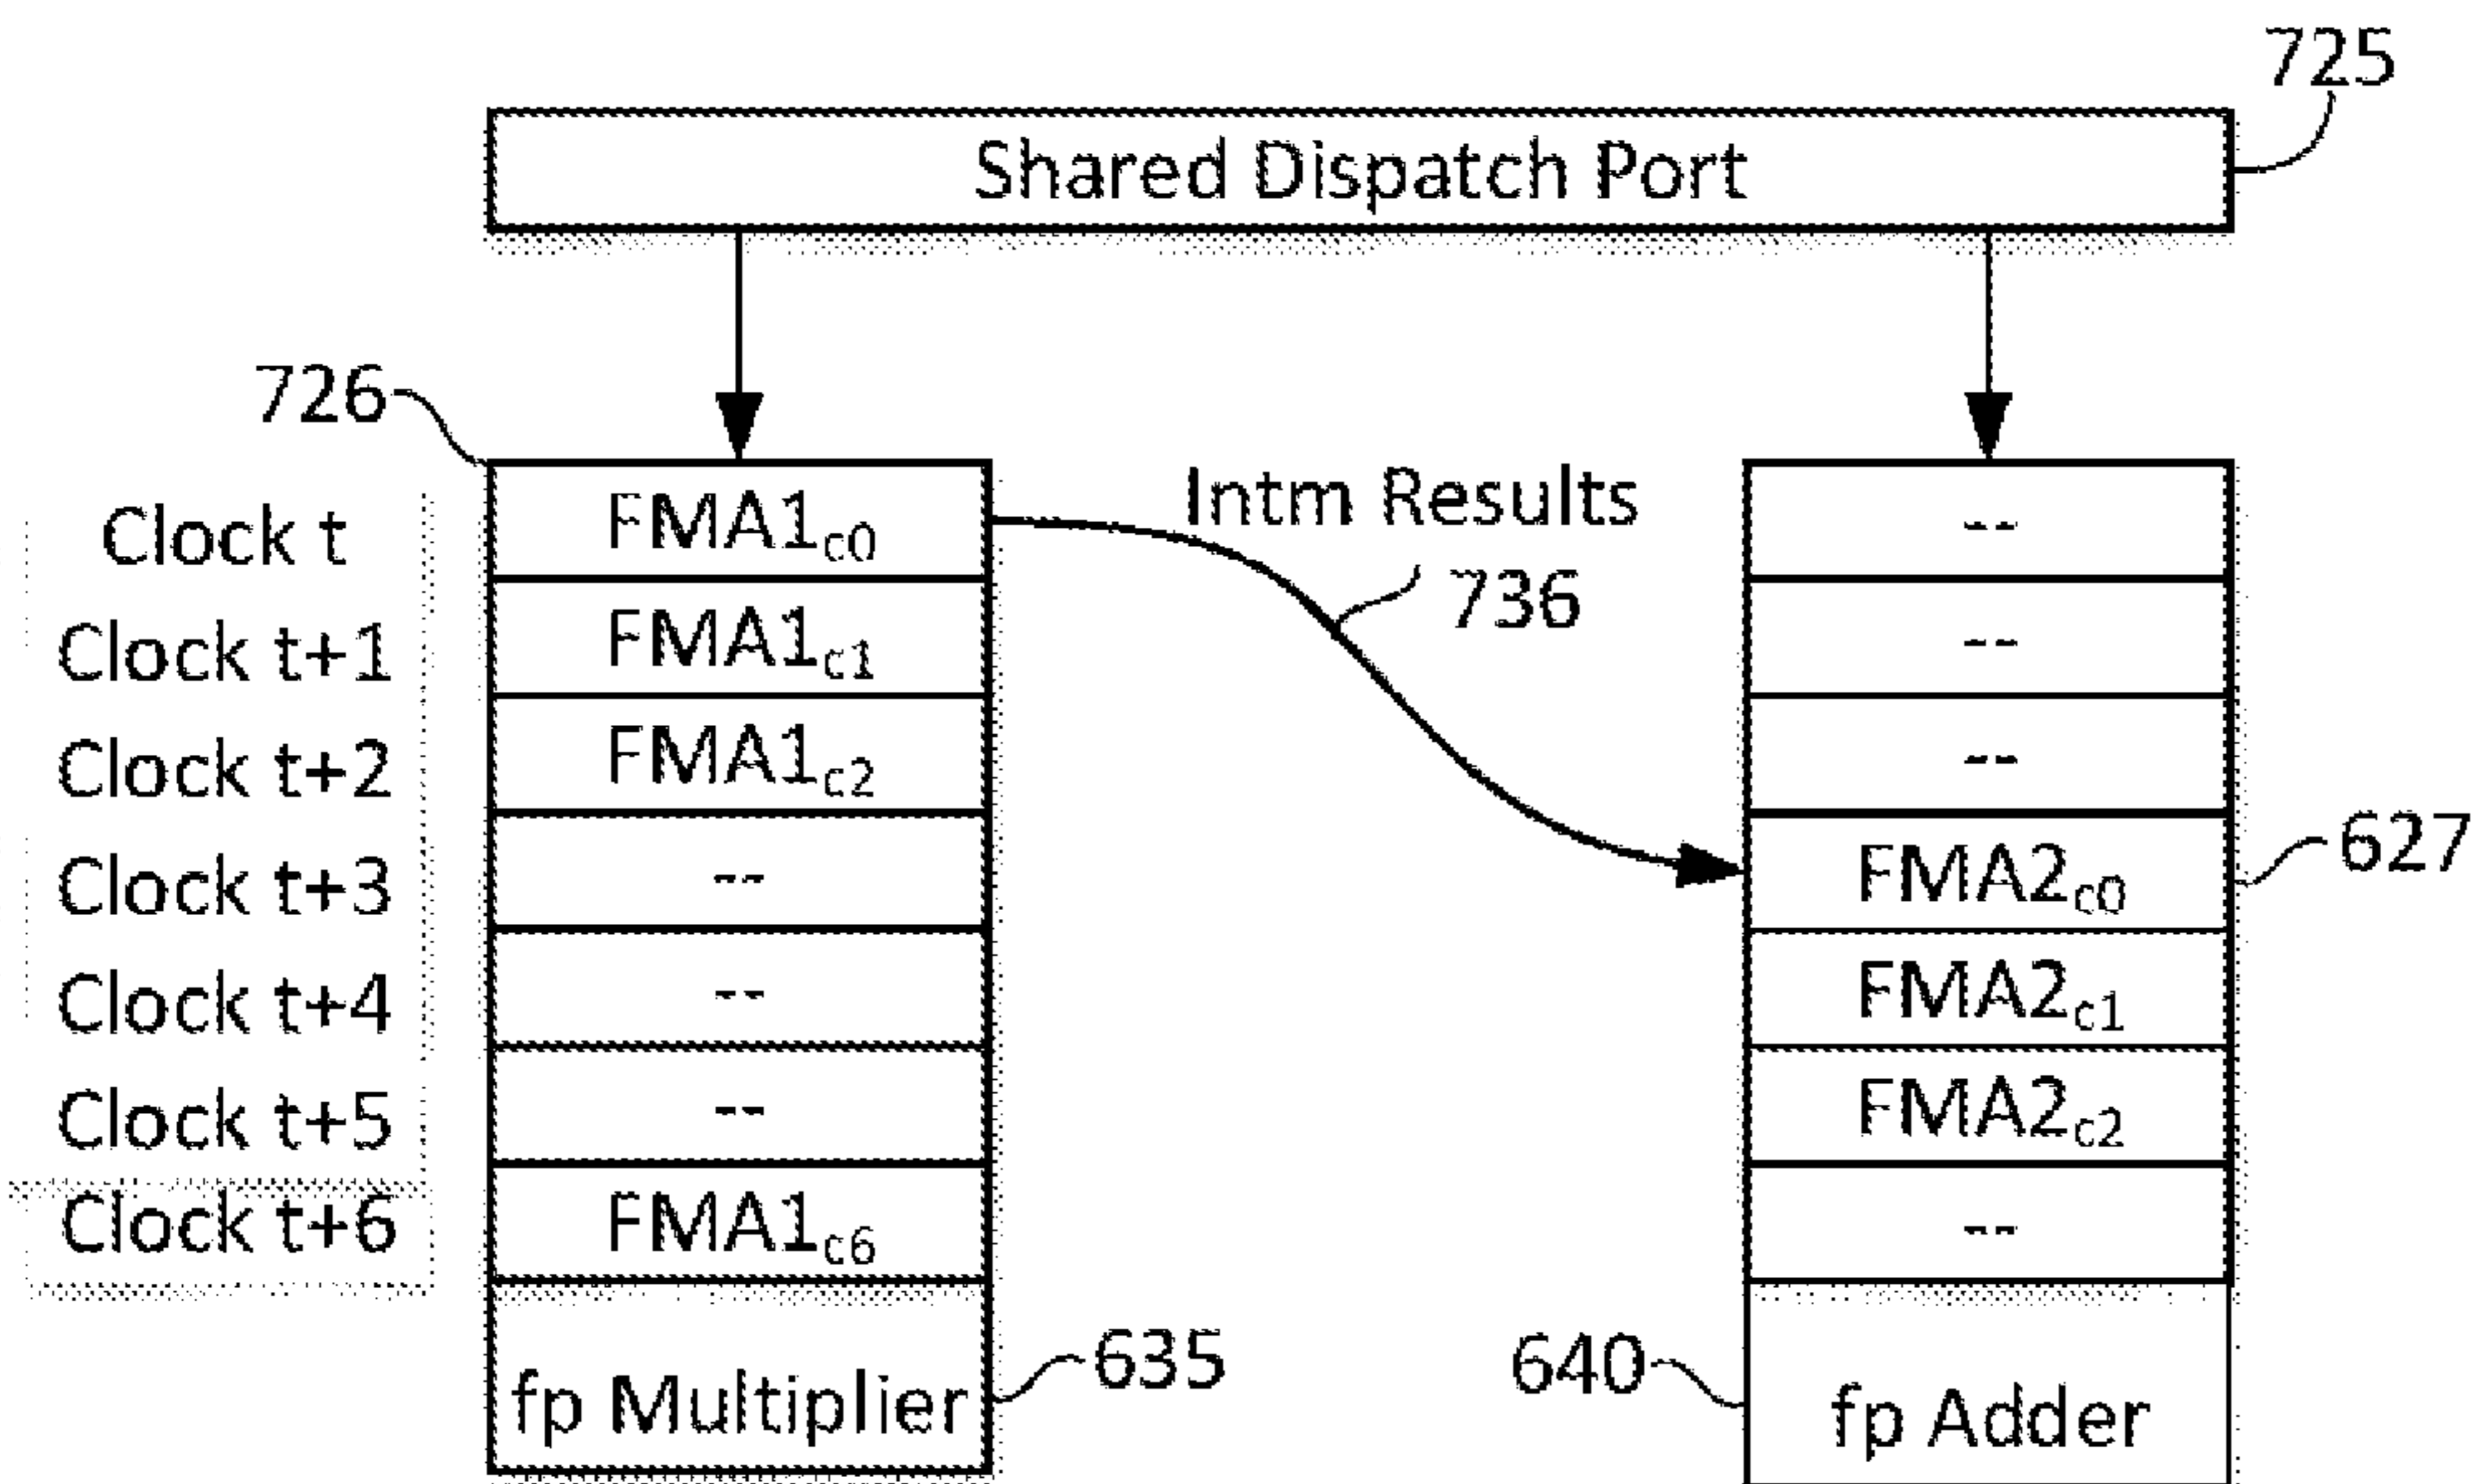 725
Shared Dispatch Port
726
Intm Results
736
Clock t FMA1c0 --
Clock t+1 FMA1c1 --
Clock t+2 FMA1c2 --
Clock t+3 -- FMA2c0
627
Clock t+4 -- FMA2c1
Clock t+5 -- FMA2c2
Clock t+6 FMA1c6 --
fp Multiplier
635
640
fp Adder